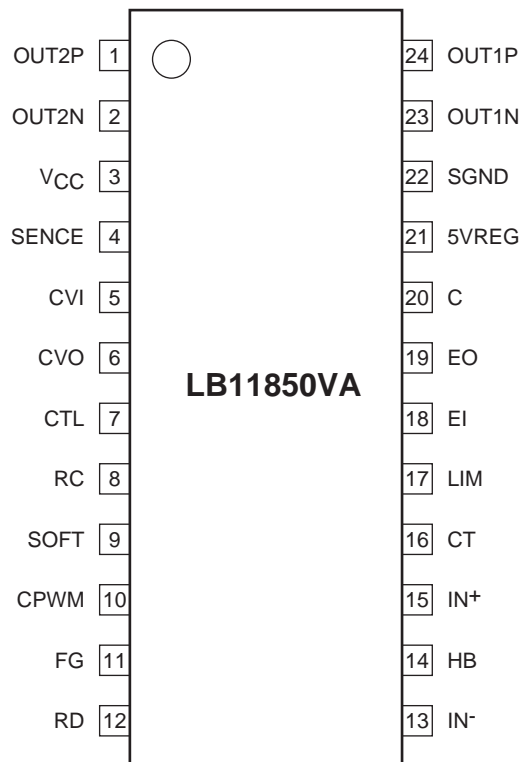 OUT2P 1 24 OUT1P
OUT2N 2 23 OUT1N
VCC 3 22 SGND
SENCE 4 21 5VREG
CVI 5 20 C
CVO 6 19 EO
LB11850VA
CTL 7 18 EI
RC 8 17 LIM
SOFT 9 16 CT
CPWM 10 15 IN+
FG 11 14 HB
RD 12 13 IN-